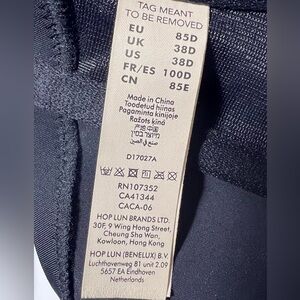 TAG MEANT
TO BE REMOVED
EU 85D
UK 38D
US 38D
FR/ES 100D
CN 85E
Made in China
Toodetud hiinas
Pagaminta kinijoje
Ražots kīnā
D17027A
RN107352
CA41344
CACA-06
HOP LUN BRANDS LTD.
30F, 9 Wing Hong Street,
Cheung Sha Wan,
Kowloon, Hong Kong
HOP LUN (BENELUX) B.V.
Luchthovenweg 81 unit 2.09
5657 EA Eindhoven
Netherlands